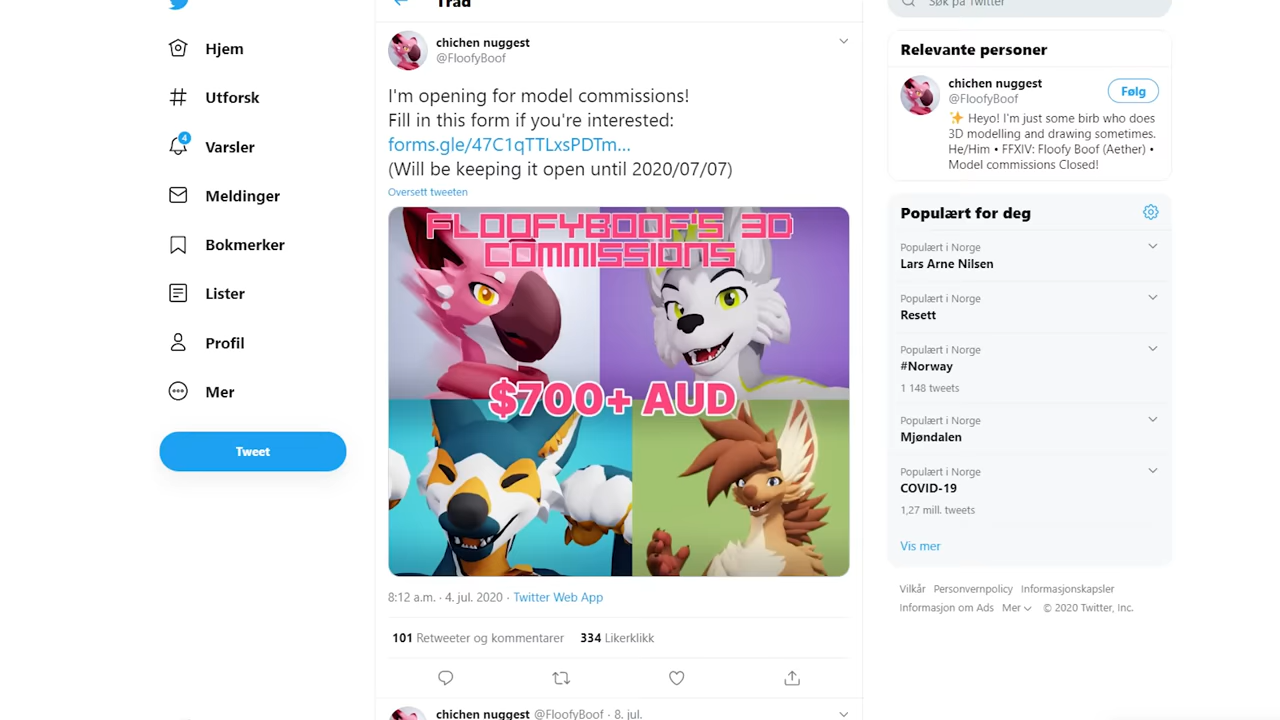 Tråd
Hjem
Utforsk
4
Varsler
Meldinger
Bokmerker
Lister
Profil
Mer
Tweet
chichen nuggest
@FloofyBoof
I'm opening for model commissions!
Fill in this form if you're interested:
forms.gle/47C1qTTLxsPDTm...
(Will be keeping it open until 2020/07/07)
Oversett tweeten
FLOOFYBOOF'S 3D
COMMISSIONS
$700+ AUD
8:12 a.m. · 4. jul. 2020 · Twitter Web App
101 Retweeter og kommentarer 334 Likerklikk
chichen nuggest @FloofyBoof · 8. jul.
Søk på Twitter
Relevante personer
chichen nuggest
@FloofyBoof
Følg
✨ Heyo! I'm just some birb who does
3D modelling and drawing sometimes.
He/Him • FFXIV: Floofy Boof (Aether) •
Model commissions Closed!
Populært for deg
Populært i Norge
Lars Arne Nilsen
Populært i Norge
Resett
Populært i Norge
#Norway
1 148 tweets
Populært i Norge
Mjøndalen
Populært i Norge
COVID-19
1,27 mill. tweets
Vis mer
Vilkår Personvernpolicy Informasjonskapsler
Informasjon om Ads Mer © 2020 Twitter, Inc.